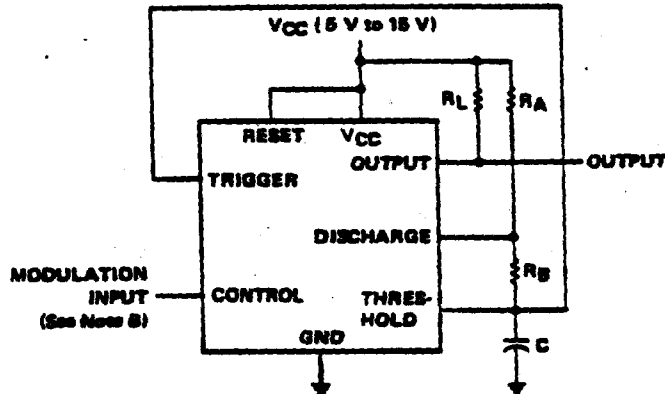 VCC (5 V to 15 V)
RL
RA
RESET
VCC
OUTPUT
OUTPUT
TRIGGER
DISCHARGE
RB
MODULATION
INPUT
(See Note B)
CONTROL
THRES-
HOLD
GND
C